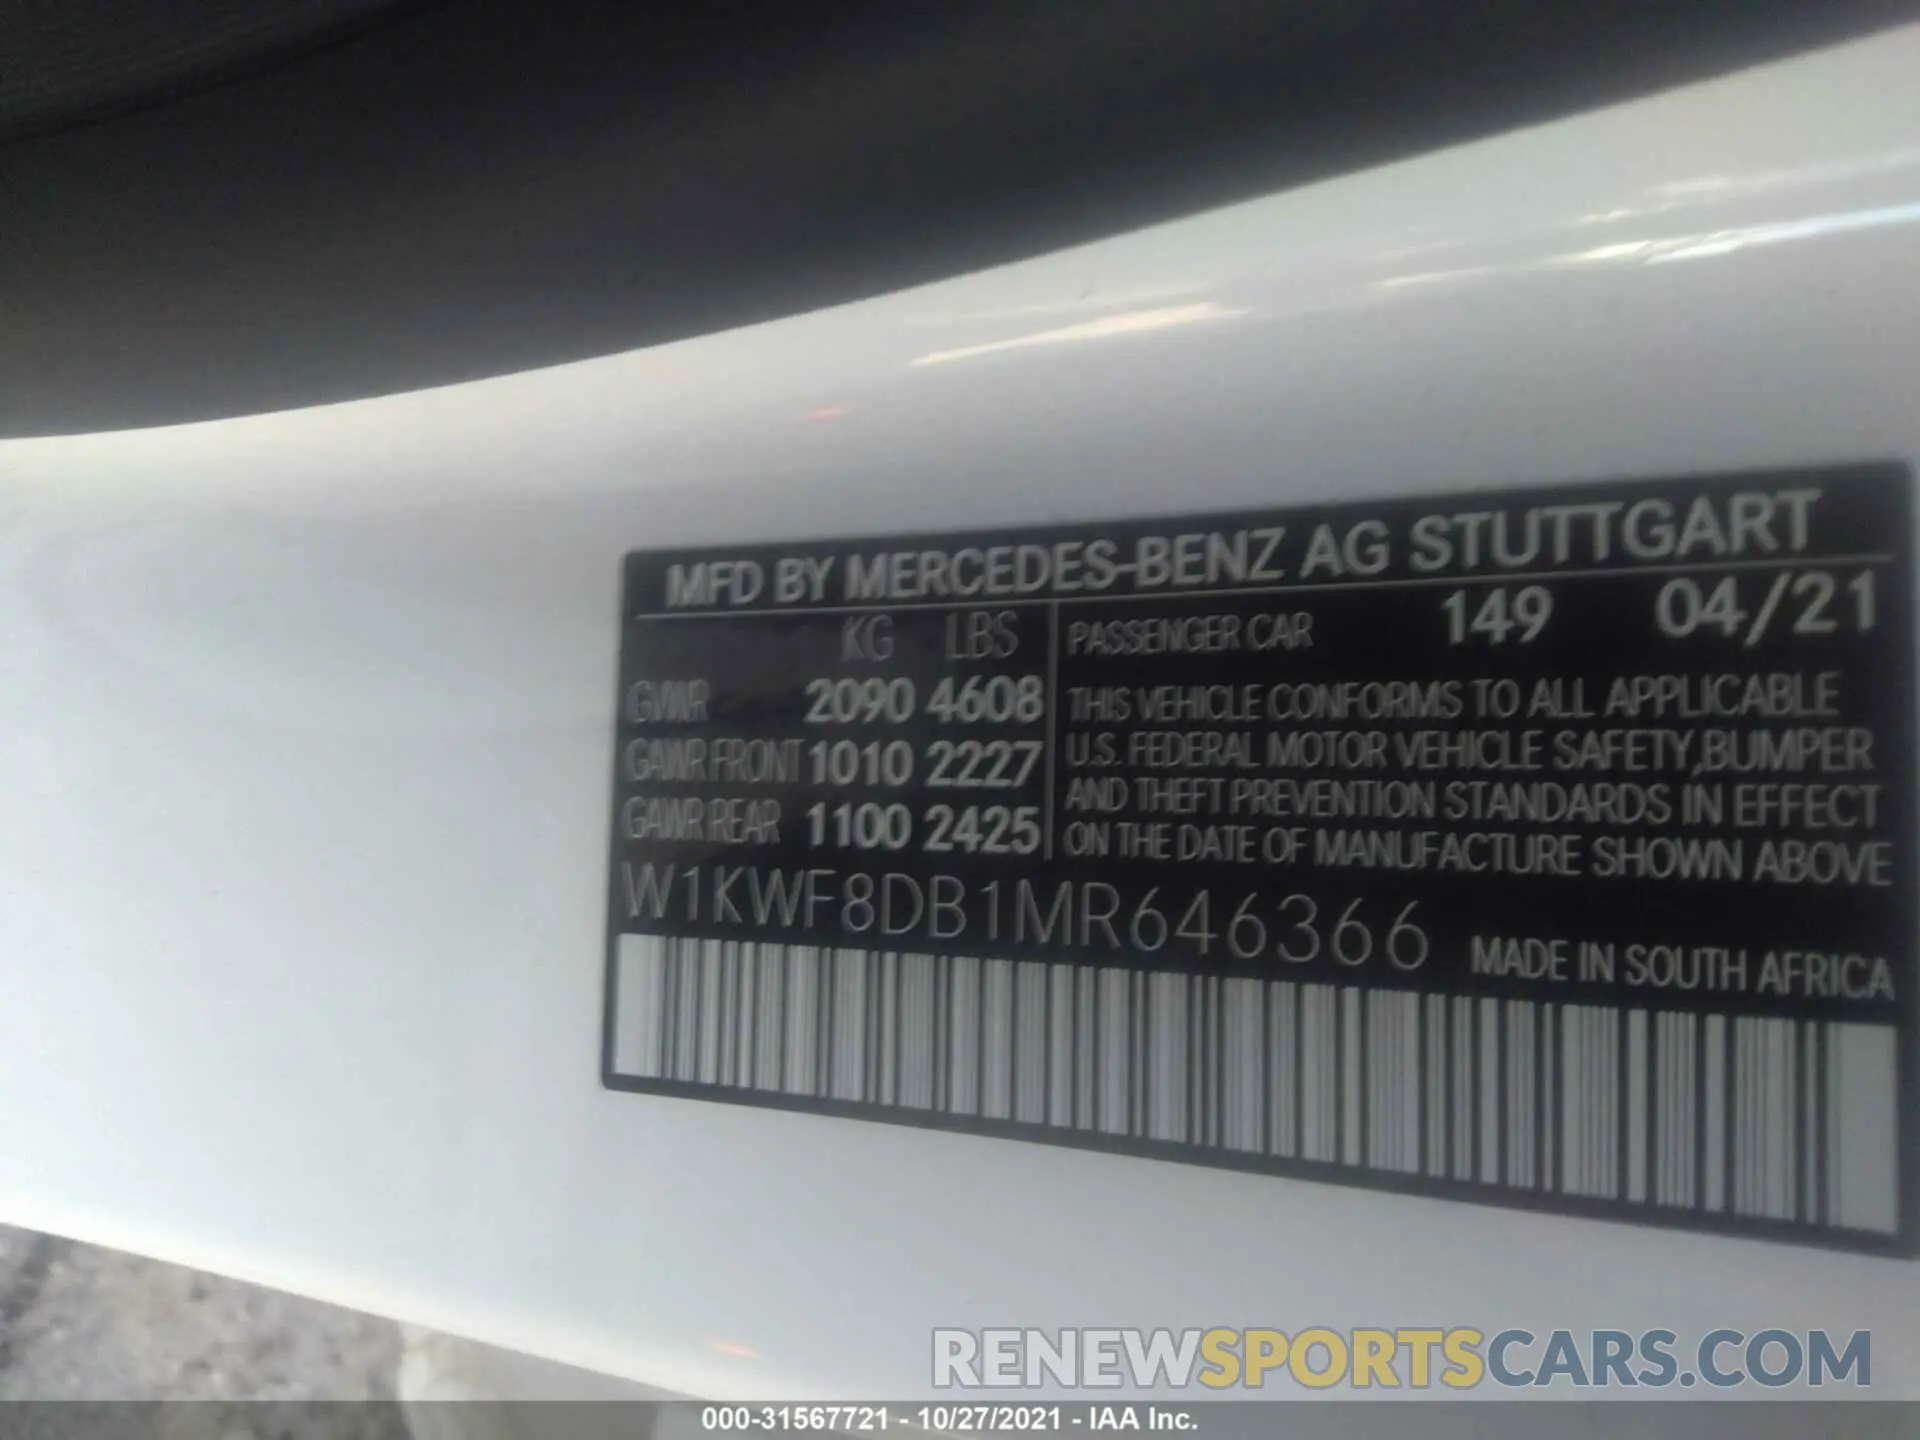 MFD BY MERCEDES-BENZ AG STUTTGART
KG LBS
GVWR 2090 4608
GAWR FRONT 1010 2227
GAWR REAR 1100 2425
PASSENGER CAR 149 04/21
THIS VEHICLE CONFORMS TO ALL APPLICABLE
U.S. FEDERAL MOTOR VEHICLE SAFETY,BUMPER
AND THEFT PREVENTION STANDARDS IN EFFECT
ON THE DATE OF MANUFACTURE SHOWN ABOVE
W1KWF8DB1MR646366
MADE IN SOUTH AFRICA
RENEWSPORTSCARS.COM
000-31567721 - 10/27/2021 - IAA Inc.